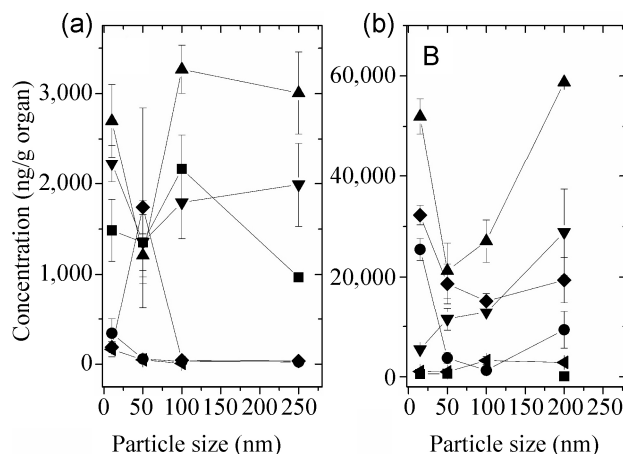 (a)
(b)
B
Concentration (ng/g organ)
3,000
2,000
1,000
0
60,000
40,000
20,000
0
0 50 100 150 200 250
0 50 100 150 200 250
Particle size (nm)
Particle size (nm)